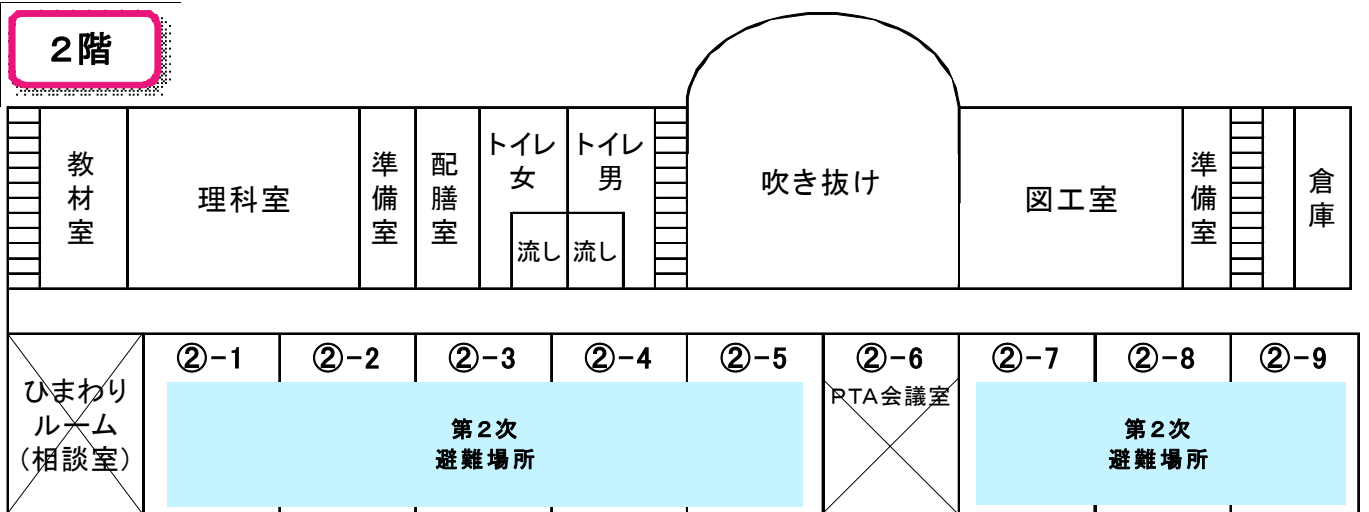 2階
教材室
理科室
準備室
配膳室
トイレ
女
トイレ
男
流し
流し
吹き抜け
図工室
準備室
倉庫
ひまわり
ルーム
(相談室)
②-1
②-2
②-3
②-4
②-5
②-6
PTA会議室
②-7
②-8
②-9
第2次
避難場所
第2次
避難場所